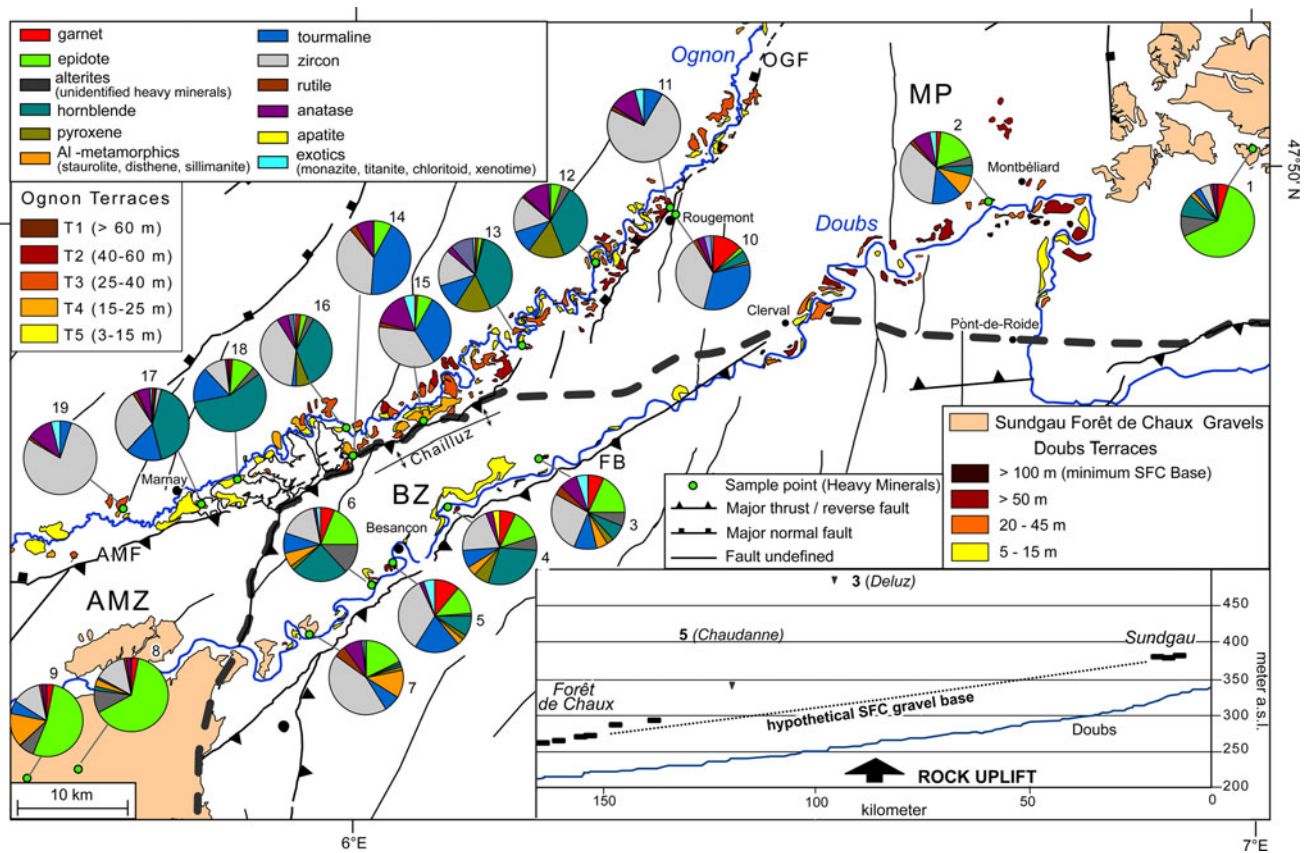 garnet
epidote
alterites
(unidentified heavy minerals)
hornblende
pyroxene
Al -metamorphics
(staurolite, disthene, sillimanite)
tourmaline
zircon
rutile
anatase
apatite
exotics
(monazite, titanite, chloritoid, xenotime)
Ognon Terraces
T1 (> 60 m)
T2 (40-60 m)
T3 (25-40 m)
T4 (15-25 m)
T5 (3-15 m)
Ognon
OGF
MP
11
2
Montbéliard
47°50' N
1
12
14
13
Rougemont
Doubs
10
15
16
Clerval
Pont-de-Roide
18
17
19
Chailluz
Marnay
FB
BZ
6
Besançon
3
4
AMF
AMZ
5
8
7
9
10 km
Sundgau Forêt de Chaux Gravels
Doubs Terraces
> 100 m (minimum SFC Base)
> 50 m
20 - 45 m
5 - 15 m
Sample point (Heavy Minerals)
Major thrust / reverse fault
Major normal fault
Fault undefined
3 (Deluz)
5 (Chaudanne)
Sundgau
Forêt
de Chaux
hypothetical SFC gravel base
Doubs
ROCK UPLIFT
450
400
350
300
250
200
meter a.s.l.
150
100
50
0
kilometer
6°E
7°E